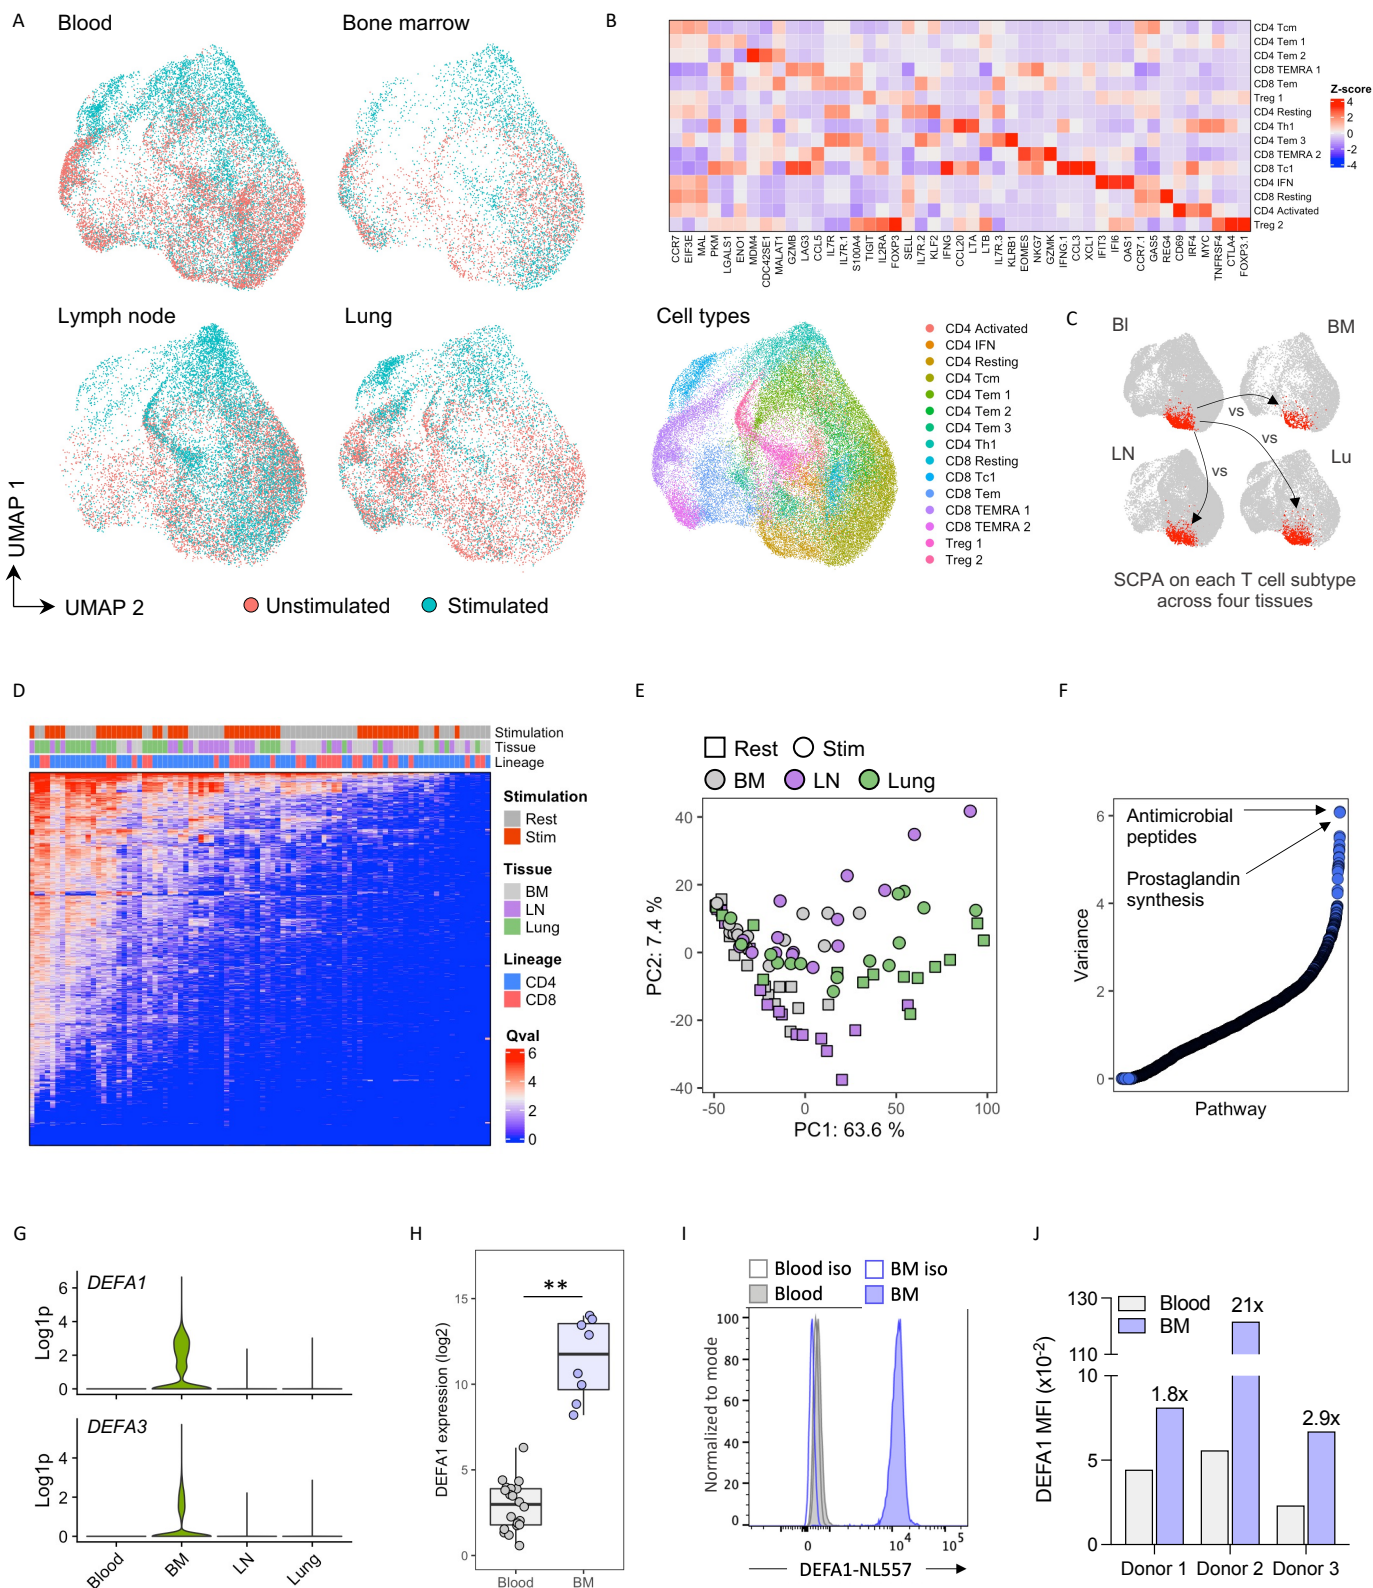 A
Blood
Bone marrow
Lymph node
Lung
UMAP 1
UMAP 2
Unstimulated
Stimulated
B
CD4 Tcm
CD4 Tem 1
CD4 Tem 2
CD8 TEMRA 1
CD8 Tem
Treg 1
CD4 Resting
CD4 Th1
CD4 Tem 3
CD8 TEMRA 2
CD8 Tc1
CD4 IFN
CD8 Resting
CD4 Activated
Treg 2
Z-score
4
2
0
-2
-4
CCR7
EIF3E
MAL
PKM
LGALS1
ENO1
MDM4
CDC42SE1
MALAT1
GZMB
LAG3
CCL5
IL7R
IL7R.1
S100A4
TIGIT
IL2RA
FOXP3
SELL
IL7R.2
KLF2
IFNG
CCL20
LTA
LTB
IL7R.3
KLRB1
EOMES
NKG7
GZMK
IFNG.1
CCL3
XCL1
IFIT3
IFI6
OAS1
CCR7.1
GAS5
REG4
CD69
IRF4
MYC
TNFRSF4
CTLA4
FOXP3.1
Cell types
CD4 Activated
CD4 IFN
CD4 Resting
CD4 Tcm
CD4 Tem 1
CD4 Tem 2
CD4 Tem 3
CD4 Th1
CD8 Resting
CD8 Tc1
CD8 Tem
CD8 TEMRA 1
CD8 TEMRA 2
Treg 1
Treg 2
C
Bl
BM
vs
vs
LN
vs
Lu
SCPA on each T cell subtype
across four tissues
D
Stimulation
Tissue
Lineage
Stimulation
Rest
Stim
Tissue
BM
LN
Lung
Lineage
CD4
CD8
Qval
6
4
2
0
E
Rest
Stim
BM
LN
Lung
PC2: 7.4 %
40
20
0
-20
-40
-50
0
50
100
PC1: 63.6 %
F
Antimicrobial
peptides
Prostaglandin
synthesis
Variance
6
4
2
0
Pathway
G
DEFA1
Log1p
6
4
2
0
DEFA3
Log1p
4
2
0
Blood
BM
LN
Lung
H
DEFA1 expression (log2)
15
10
5
0
**
Blood
BM
I
Blood iso
BM iso
Blood
BM
Normalized to mode
100
80
60
40
20
0
0
10^4
10^5
DEFA1-NL557
J
DEFA1 MFI (x10^-2)
130
110
10
5
0
Blood
BM
21x
1.8x
2.9x
Donor 1
Donor 2
Donor 3